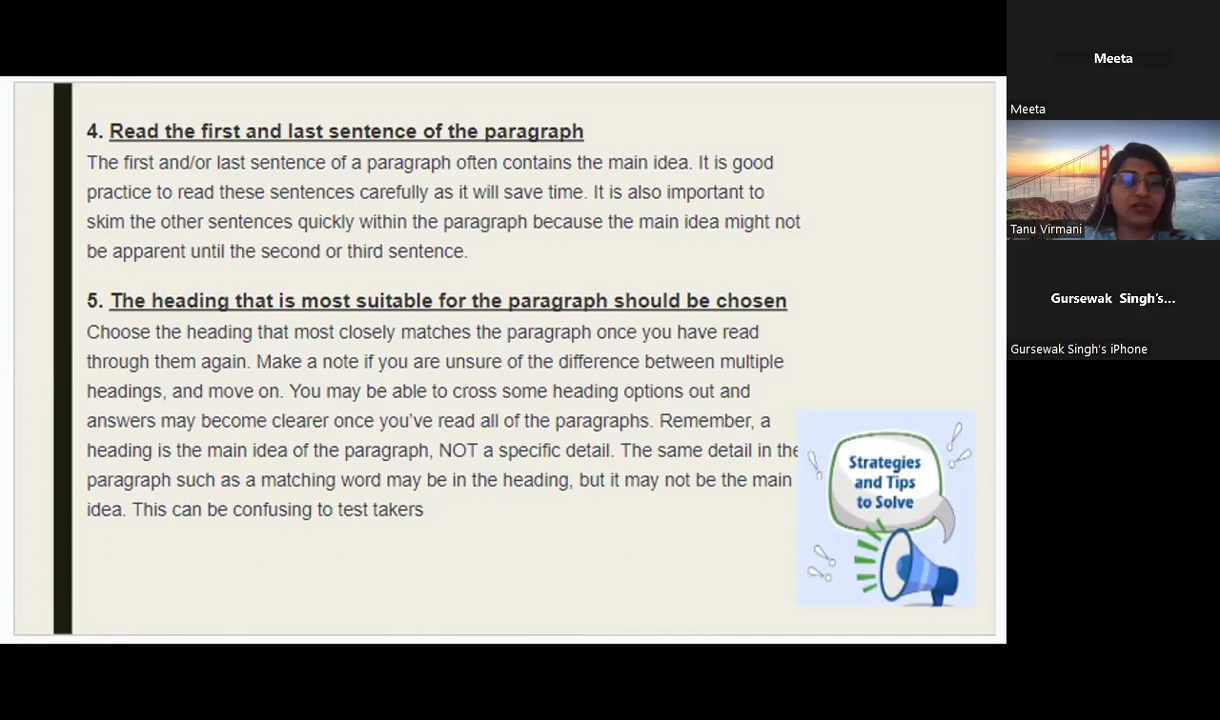 4. Read the first and last sentence of the paragraph
The first and/or last sentence of a paragraph often contains the main idea. It is good
practice to read these sentences carefully as it will save time. It is also important to
skim the other sentences quickly within the paragraph because the main idea might not
be apparent until the second or third sentence.
5. The heading that is most suitable for the paragraph should be chosen
Choose the heading that most closely matches the paragraph once you have read
through them again. Make a note if you are unsure of the difference between multiple
headings, and move on. You may be able to cross some heading options out and
answers may become clearer once you've read all of the paragraphs. Remember, a
heading is the main idea of the paragraph, NOT a specific detail. The same detail in the
paragraph such as a matching word may be in the heading, but it may not be the main
idea. This can be confusing to test takers
Strategies
and Tips
to Solve
Meeta
Meeta
Tanu Virmani
Gursewak Singh's...
Gursewak Singh's iPhone